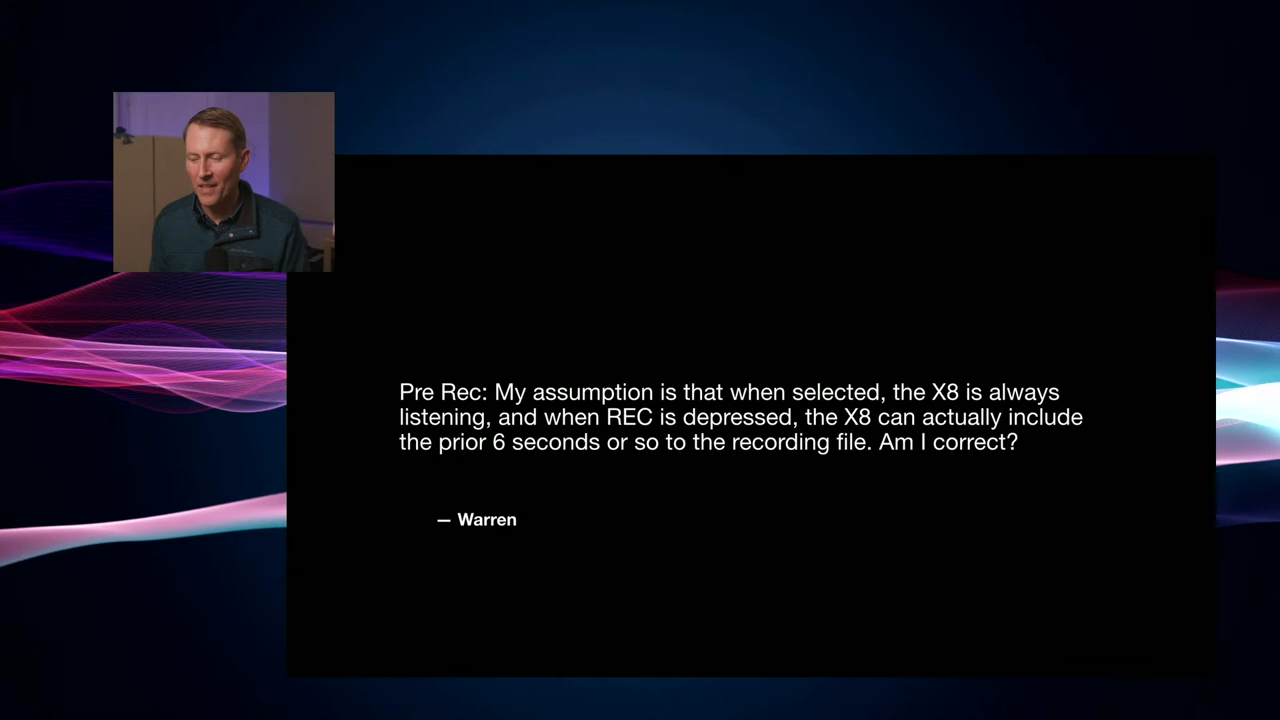 Pre Rec: My assumption is that when selected, the X8 is always
listening, and when REC is depressed, the X8 can actually include
the prior 6 seconds or so to the recording file. Am I correct?
— Warren